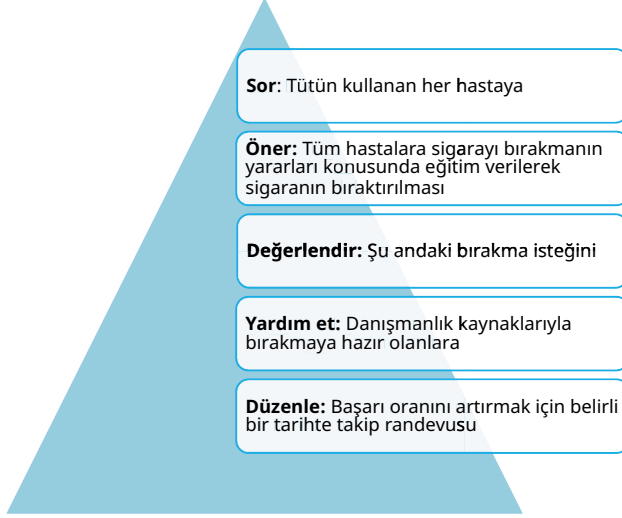 Sor: Tütün kullanan her hastaya
Öner: Tüm hastalara sigarayı bırakmanın
yararları konusunda eğitim verilerek
sigaranın bıraktırılması
Değerlendir: Şu andaki bırakma isteğini
Yardım et: Danışmanlık kaynaklarıyla
bırakmaya hazır olanlara
Düzenle: Başarı oranını artırmak için belirli
bir tarihte takip randevusu